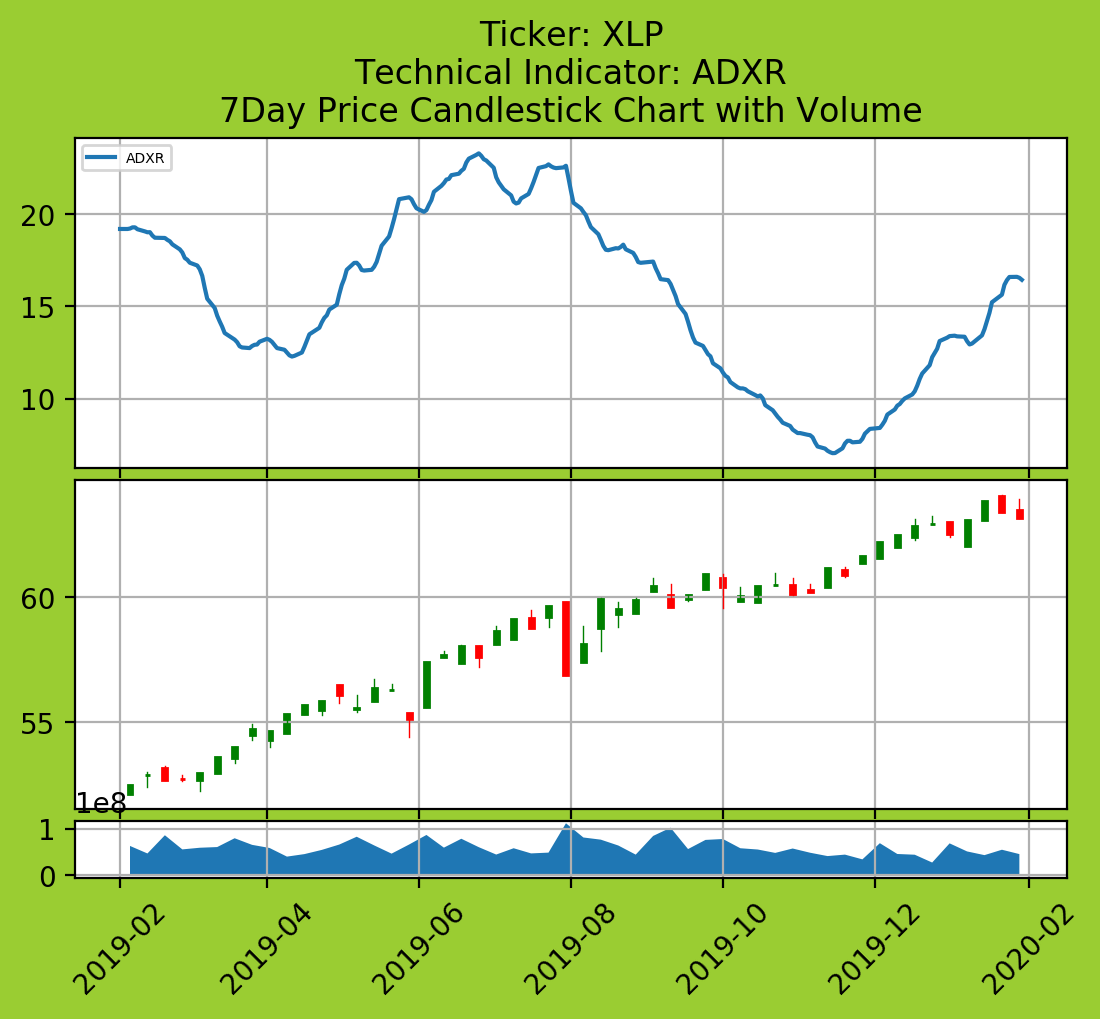 Ticker: XLP
Technical Indicator: ADXR
7Day Price Candlestick Chart with Volume
ADXR
20
15
10
60
55
1e8
1
0
2019-02
2019-04
2019-06
2019-08
2019-10
2019-12
2020-02